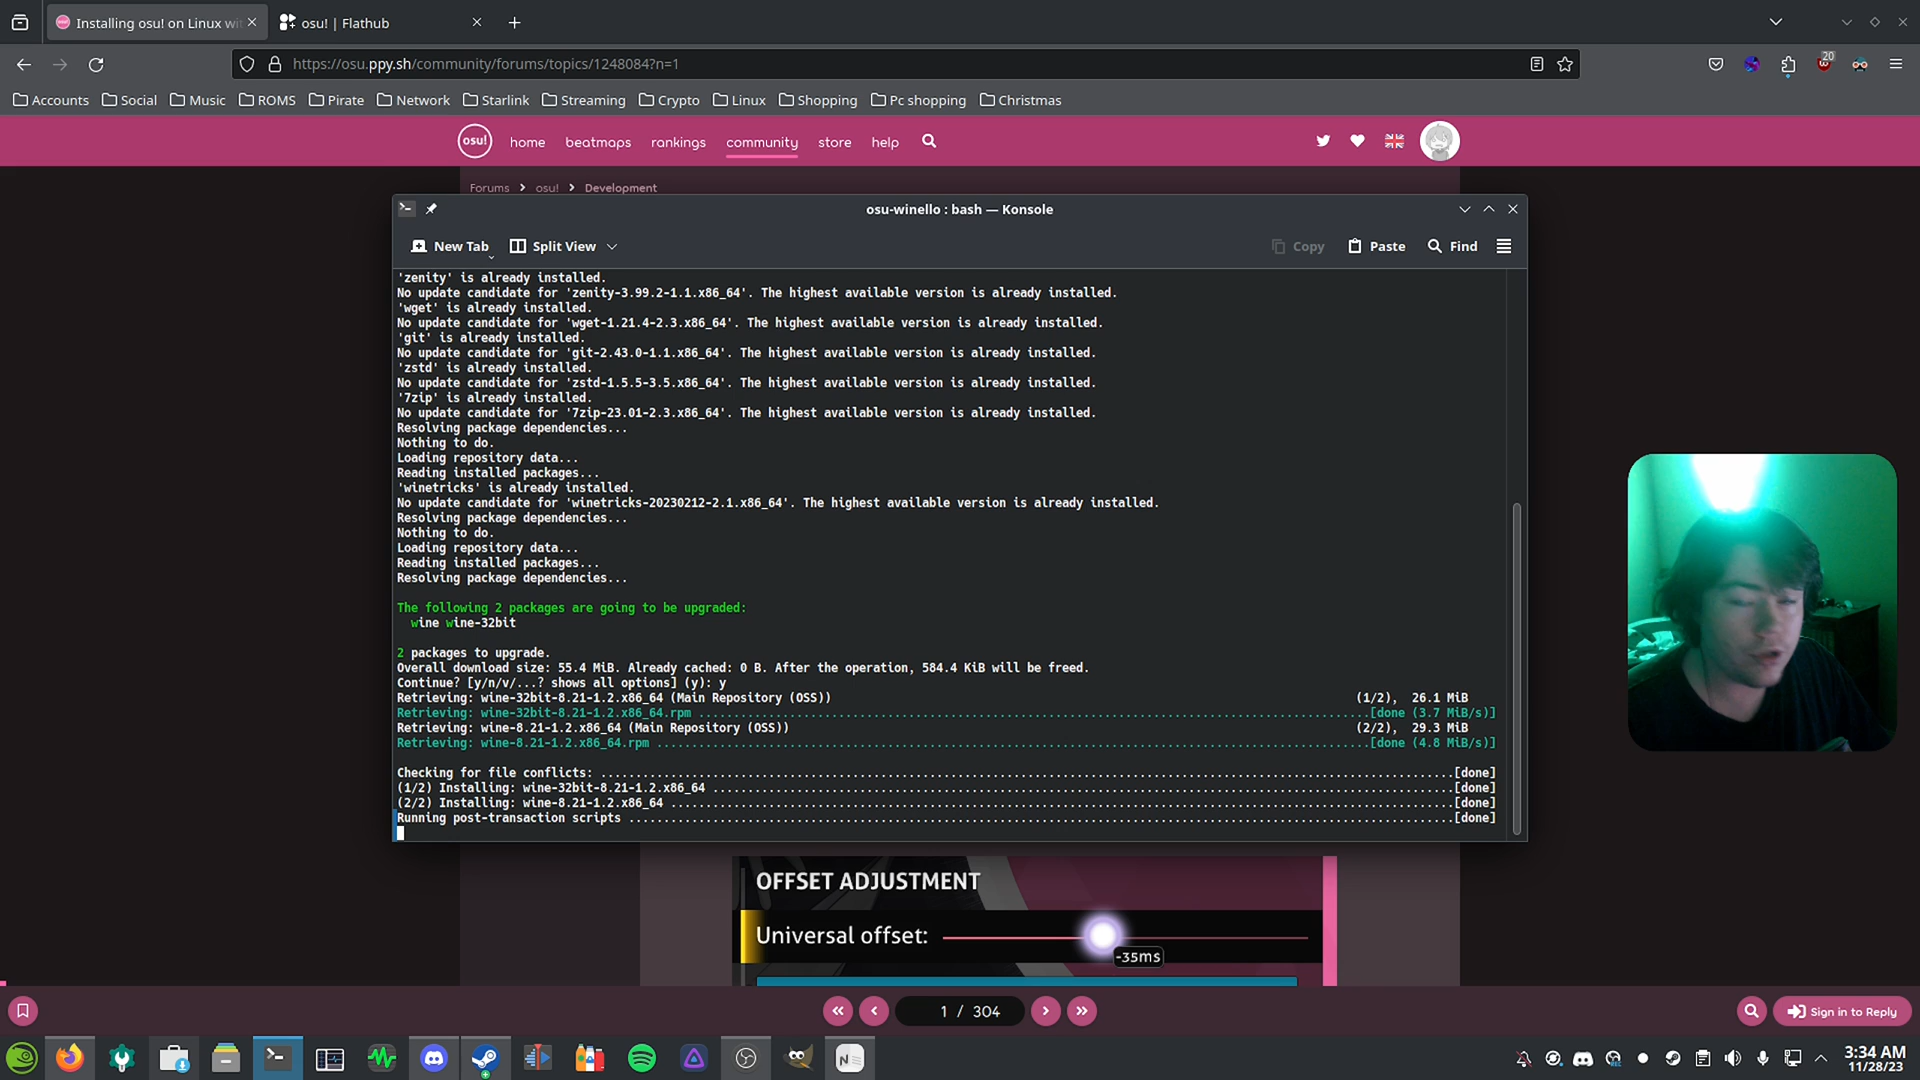 Installing osu! on Linux wi
osu! | Flathub
https://osu.ppy.sh/community/forums/topics/1248084?n=1
20
Accounts Social Music ROMS Pirate Network Starlink Streaming Crypto Linux Shopping Pc shopping Christmas
osu! home beatmaps rankings community store help
Forums > osu! > Development
osu-winello : bash — Konsole
New Tab Split View Copy Paste Find
'zenity' is already installed.
No update candidate for 'zenity-3.99.2-1.1.x86_64'. The highest available version is already installed.
'wget' is already installed.
No update candidate for 'wget-1.21.4-2.3.x86_64'. The highest available version is already installed.
'git' is already installed.
No update candidate for 'git-2.43.0-1.1.x86_64'. The highest available version is already installed.
'zstd' is already installed.
No update candidate for 'zstd-1.5.5-3.5.x86_64'. The highest available version is already installed.
'7zip' is already installed.
No update candidate for '7zip-23.01-2.3.x86_64'. The highest available version is already installed.
Resolving package dependencies...
Nothing to do.
Loading repository data...
Reading installed packages...
'winetricks' is already installed.
No update candidate for 'winetricks-20230212-2.1.x86_64'. The highest available version is already installed.
Resolving package dependencies...
Nothing to do.
Loading repository data...
Reading installed packages...
Resolving package dependencies...
The following 2 packages are going to be upgraded:
wine wine-32bit
2 packages to upgrade.
Overall download size: 55.4 MiB. Already cached: 0 B. After the operation, 584.4 KiB will be freed.
Continue? [y/n/v/...? shows all options] (y): y
Retrieving: wine-32bit-8.21-1.2.x86_64 (Main Repository (OSS)) (1/2), 26.1 MiB
Retrieving: wine-32bit-8.21-1.2.x86_64.rpm ....[done (3.7 MiB/s)]
Retrieving: wine-8.21-1.2.x86_64 (Main Repository (OSS)) (2/2), 29.3 MiB
Retrieving: wine-8.21-1.2.x86_64.rpm ....[done (4.8 MiB/s)]
Checking for file conflicts: ....[done]
(1/2) Installing: wine-32bit-8.21-1.2.x86_64 ....[done]
(2/2) Installing: wine-8.21-1.2.x86_64 ....[done]
Running post-transaction scripts ....[done]
OFFSET ADJUSTMENT
Universal offset:
-35ms
1 / 304
Sign in to Reply
3:34 AM
11/28/23